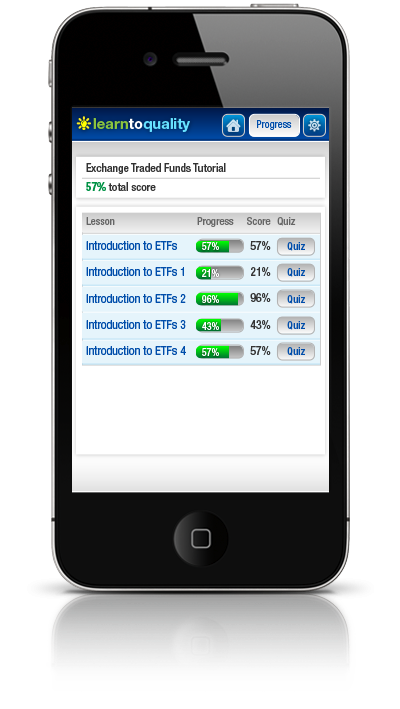 learntoquality Progress
Exchange Traded Funds Tutorial
57% total score
Lesson Progress Score Quiz
Introduction to ETFs 57% 57% Quiz
Introduction to ETFs 1 21% 21% Quiz
Introduction to ETFs 2 96% 96% Quiz
Introduction to ETFs 3 43% 43% Quiz
Introduction to ETFs 4 57% 57% Quiz